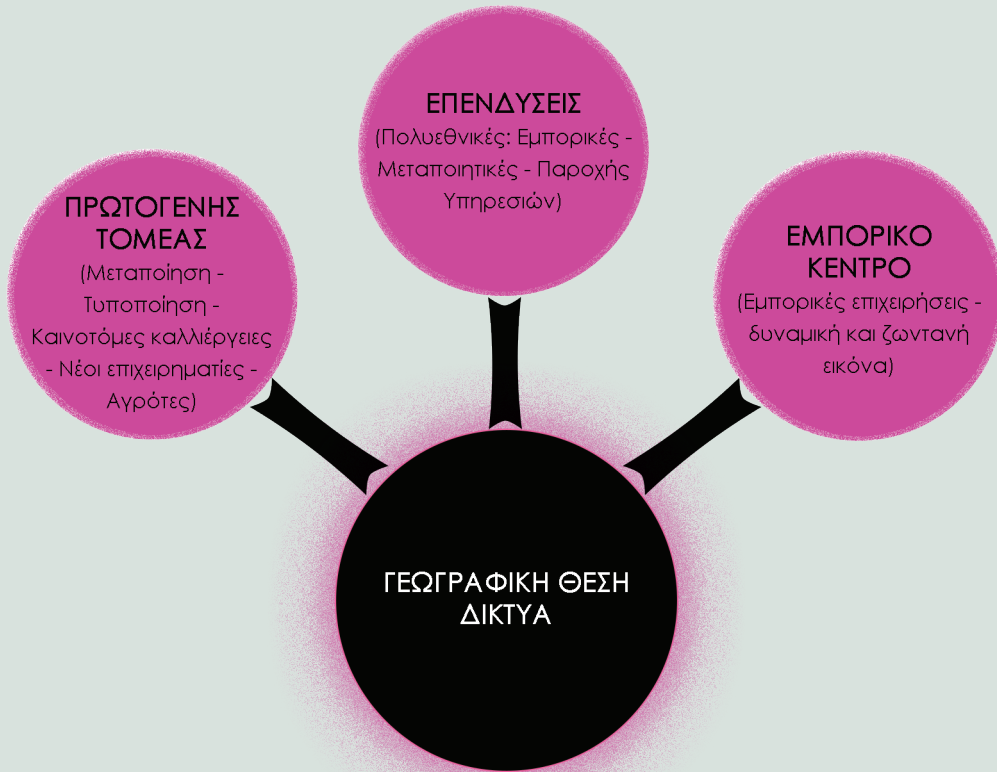 ΕΠΕΝΔΥΣΕΙΣ
(Πολυεθνικές: Εμπορικές -
Μεταποιητικές - Παροχής
Υπηρεσιών)
ΠΡΩΤΟΓΕΝΗΣ
ΤΟΜΕΑΣ
(Μεταποίηση -
Τυποποίηση -
Καινοτόμες καλλιέργειες
- Νέοι επιχειρηματίες -
Αγρότες)
ΕΜΠΟΡΙΚΟ
ΚΕΝΤΡΟ
(Εμπορικές επιχειρήσεις -
δυναμική και ζωντανή
εικόνα)
ΓΕΩΓΡΑΦΙΚΗ ΘΕΣΗ
ΔΙΚΤΥΑ